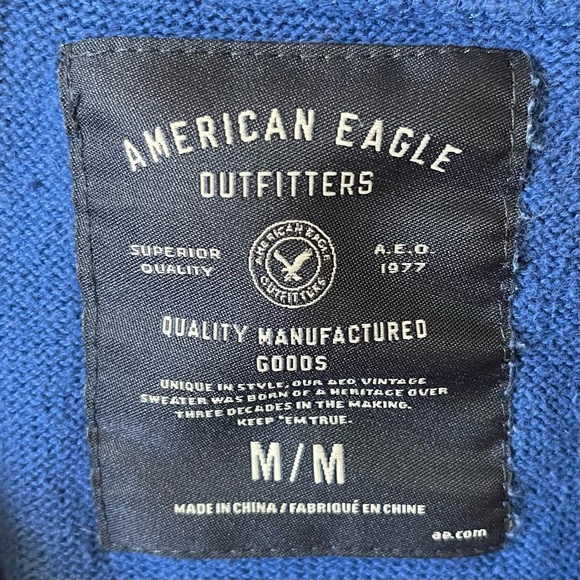 AMERICAN EAGLE
OUTFITTERS
SUPERIOR
QUALITY
AMERICAN EAGLE
OUTFITTERS
A.E.O.
1977
QUALITY MANUFACTURED
GOODS
UNIQUE IN STYLE, OUR AEO VINTAGE
SWEATER WAS BORN OF A HERITAGE OVER
THREE DECADES IN THE MAKING.
KEEP 'EM TRUE.
M/M
MADE IN CHINA / FABRIQUÉ EN CHINE
ae.com